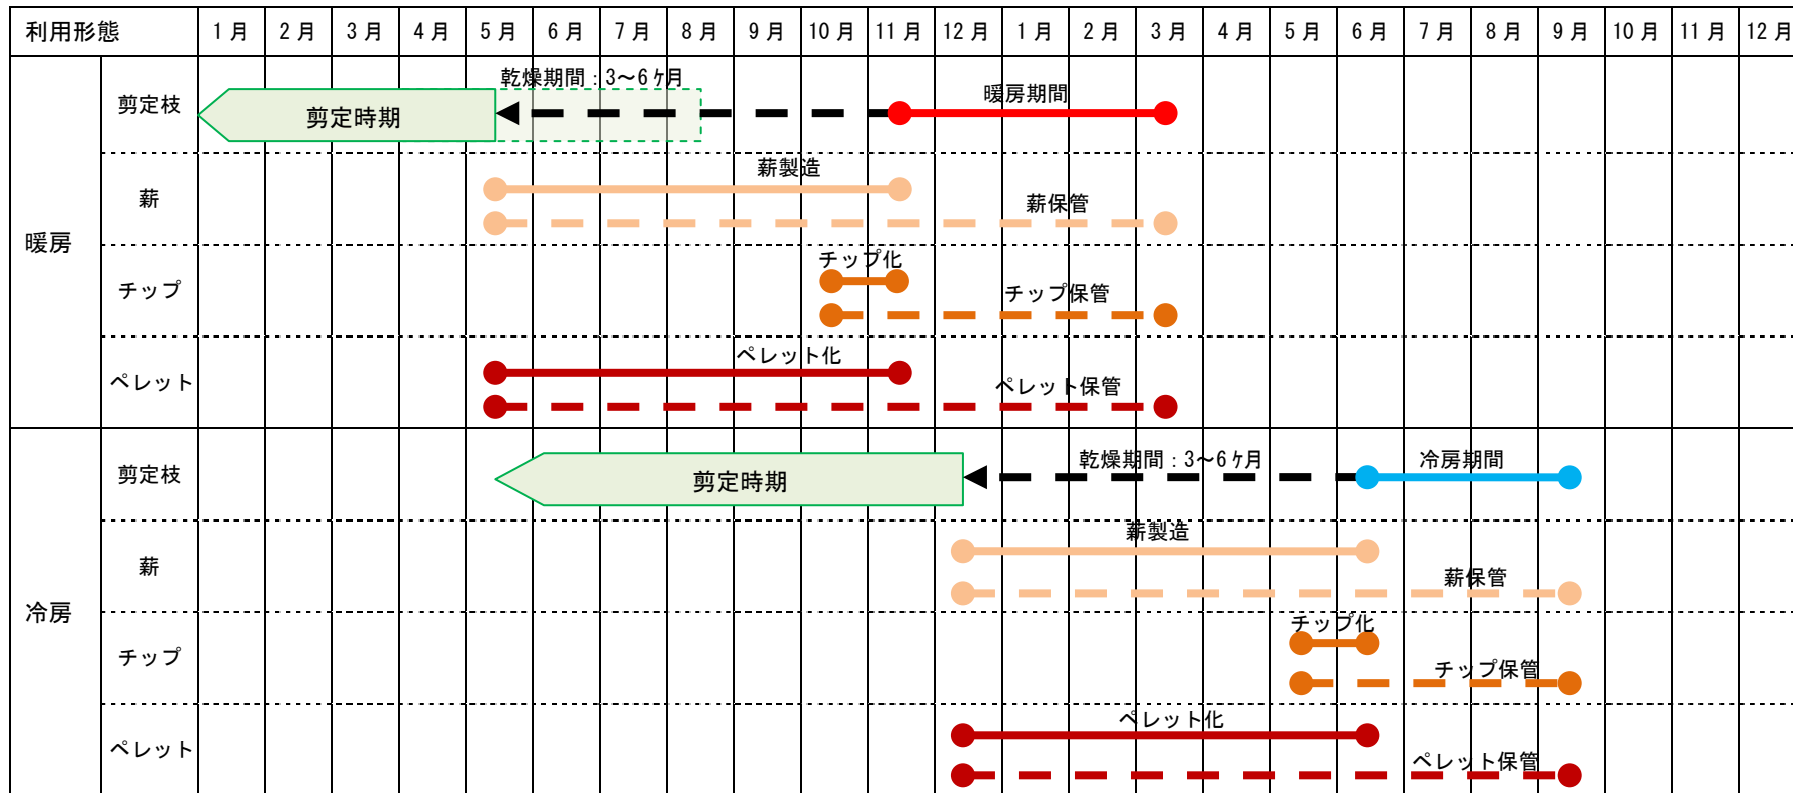 利用形態 1月 2月 3月 4月 5月 6月 7月 8月 9月 10月 11月 12月 1月 2月 3月 4月 5月 6月 7月 8月 9月 10月 11月 12月
暖房
剪定枝
剪定時期
乾燥期間：3～6ヶ月
暖房期間
薪
薪製造
薪保管
チップ
チップ化
チップ保管
ペレット
ペレット化
ペレット保管
冷房
剪定枝
剪定時期
乾燥期間：3～6ヶ月
冷房期間
薪
薪製造
薪保管
チップ
チップ化
チップ保管
ペレット
ペレット化
ペレット保管